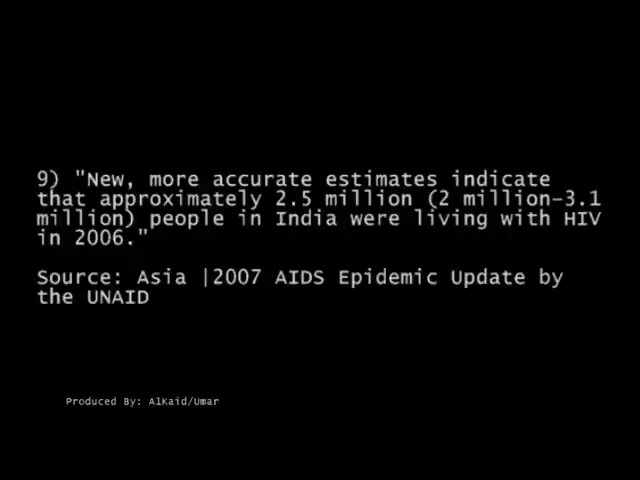 9) "New, more accurate estimates indicate
that approximately 2.5 million (2 million-3.1
million) people in India were living with HIV
in 2006."
Source: Asia |2007 AIDS Epidemic Update by
the UNAID
Produced By: AlKaid/Umar